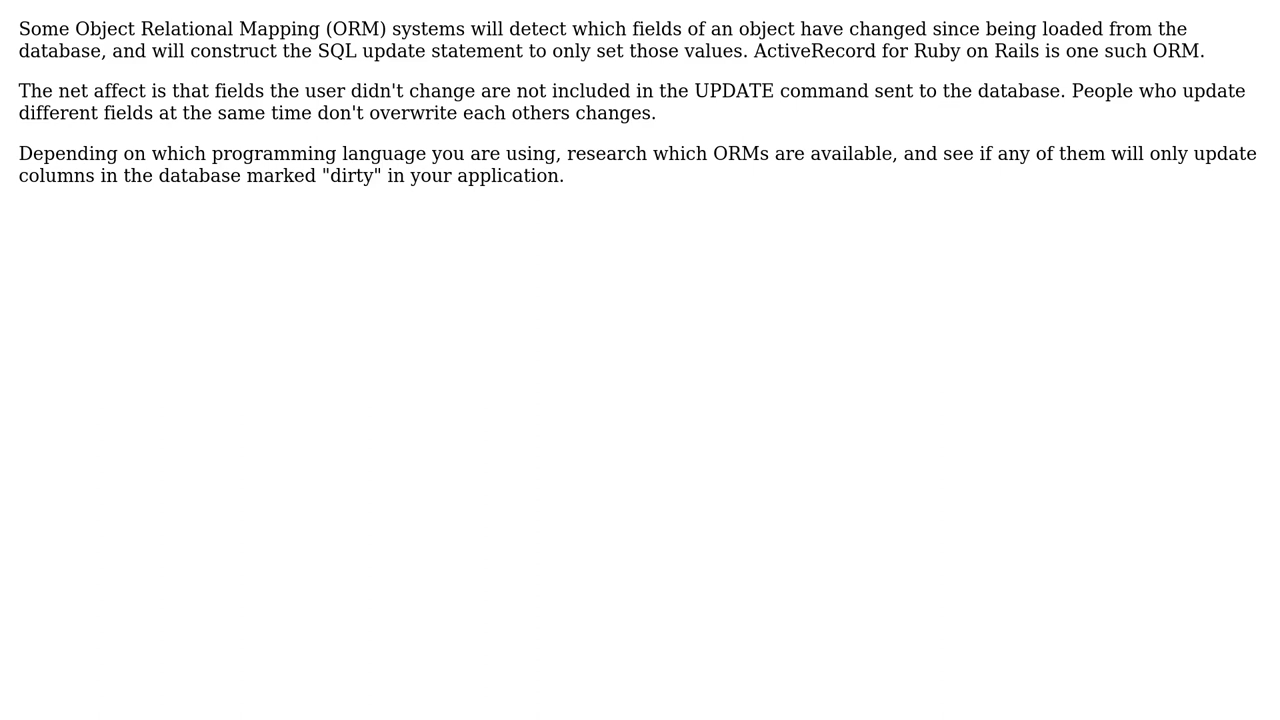 Some Object Relational Mapping (ORM) systems will detect which fields of an object have changed since being loaded from the
database, and will construct the SQL update statement to only set those values. ActiveRecord for Ruby on Rails is one such ORM.
The net affect is that fields the user didn't change are not included in the UPDATE command sent to the database. People who update
different fields at the same time don't overwrite each others changes.
Depending on which programming language you are using, research which ORMs are available, and see if any of them will only update
columns in the database marked "dirty" in your application.